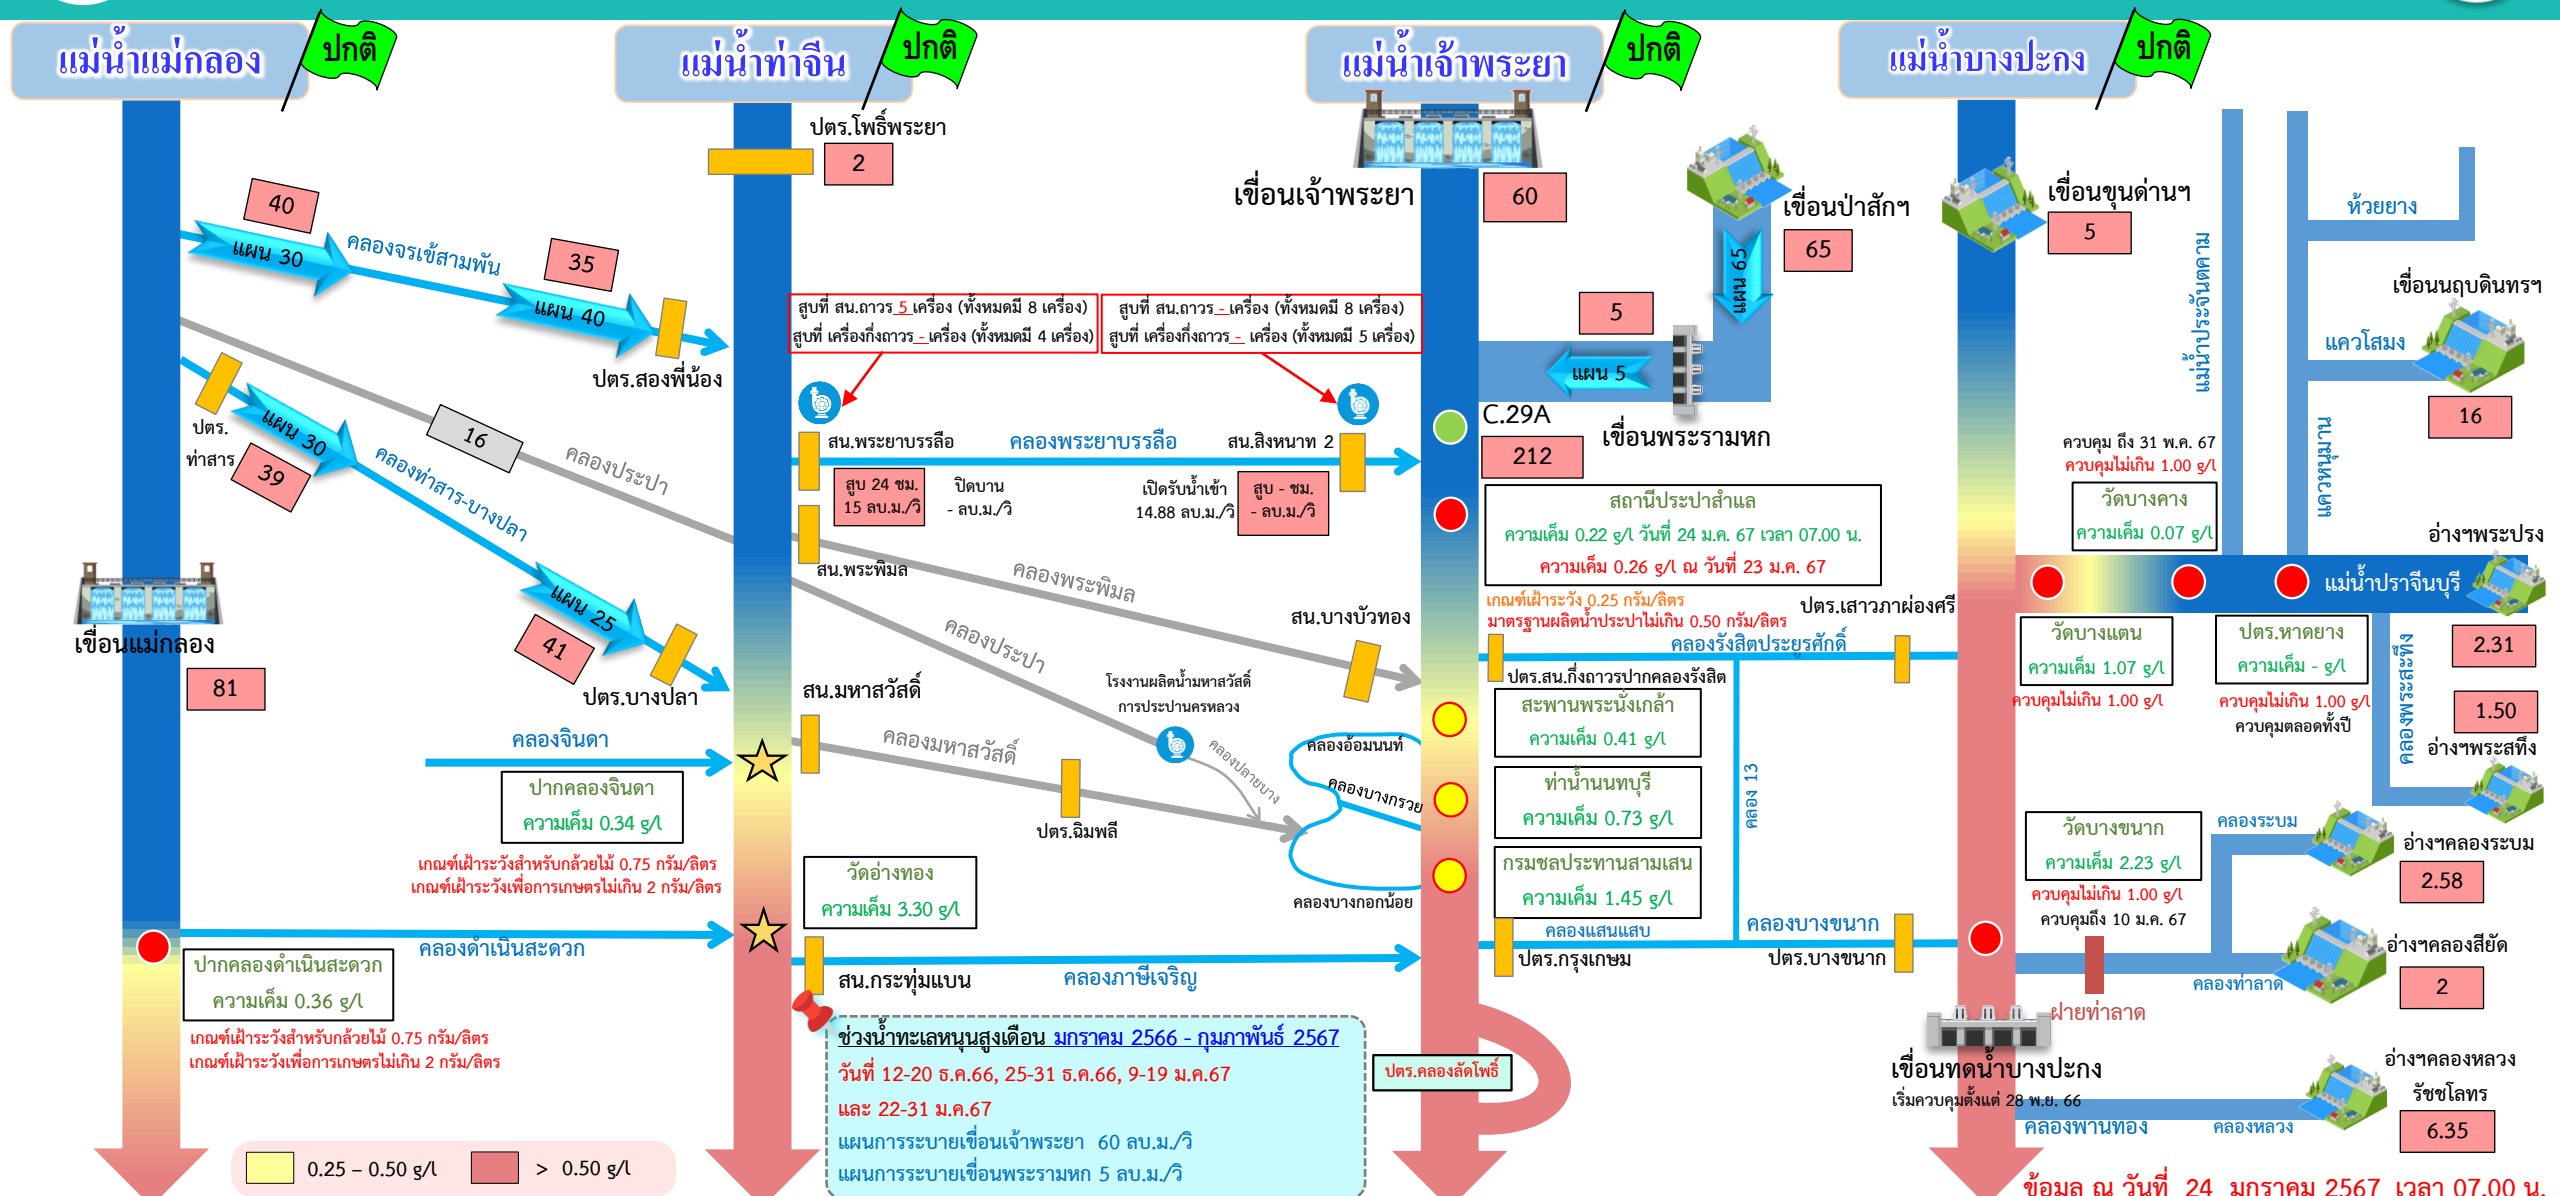 แม่น้ำแม่กลอง
ปกติ
แม่น้ำท่าจีน
ปกติ
แม่น้ำเจ้าพระยา
ปกติ
แม่น้ำบางปะกง
ปกติ
40
แผน 30
คลองจรเข้สามพัน
35
แผน 40
ปตร.สองพี่น้อง
ปตร.
ท่าสาร
แผน 30
39
คลองท่าสาร-บางปลา
16
คลองประปา
แผน 25
41
ปตร.บางปลา
เขื่อนแม่กลอง
81
คลองจินดา
ปากคลองจินดา
ความเค็ม 0.34 g/l
เกณฑ์เฝ้าระวังสำหรับกล้วยไม้ 0.75 กรัม/ลิตร
เกณฑ์เฝ้าระวังเพื่อการเกษตรไม่เกิน 2 กรัม/ลิตร
คลองดำเนินสะดวก
ปากคลองดำเนินสะดวก
ความเค็ม 0.36 g/l
เกณฑ์เฝ้าระวังสำหรับกล้วยไม้ 0.75 กรัม/ลิตร
เกณฑ์เฝ้าระวังเพื่อการเกษตรไม่เกิน 2 กรัม/ลิตร
0.25 – 0.50 g/l
> 0.50 g/l
ปตร.โพธิ์พระยา
2
สูบที่ สน.ถาวร 5 เครื่อง (ทั้งหมดมี 8 เครื่อง)
สูบที่ เครื่องกึ่งถาวร - เครื่อง (ทั้งหมดมี 4 เครื่อง)
สูบที่ สน.ถาวร - เครื่อง (ทั้งหมดมี 8 เครื่อง)
สูบที่ เครื่องกึ่งถาวร - เครื่อง (ทั้งหมดมี 5 เครื่อง)
สน.พระยาบรรลือ
คลองพระยาบรรลือ
สน.สิงหนาท 2
สูบ 24 ชม.
15 ลบ.ม./วิ
ปิดบาน
- ลบ.ม./วิ
เปิดรับน้ำเข้า
14.88 ลบ.ม./วิ
สูบ - ชม.
- ลบ.ม./วิ
สน.พระพิมล
คลองพระพิมล
คลองประปา
สน.บางบัวทอง
สน.มหาสวัสดิ์
คลองมหาสวัสดิ์
โรงงานผลิตน้ำมหาสวัสดิ์
การประปานครหลวง
คลองปลายบาง
ปตร.ฉิมพลี
คลองอ้อมนนท์
คลองบางกรวย
คลองบางกอกน้อย
วัดอ่างทอง
ความเค็ม 3.30 g/l
สน.กระทุ่มแบน
คลองภาษีเจริญ
ช่วงน้ำทะเลหนุนสูงเดือน มกราคม 2566 - กุมภาพันธ์ 2567
วันที่ 12-20 ธ.ค.66, 25-31 ธ.ค.66, 9-19 ม.ค.67
และ 22-31 ม.ค.67
แผนการระบายเขื่อนเจ้าพระยา 60 ลบ.ม./วิ
แผนการระบายเขื่อนพระรามหก 5 ลบ.ม./วิ
ปตร.คลองลัดโพธิ์
เขื่อนเจ้าพระยา
60
เขื่อนป่าสักฯ
65
แผน 65
5
แผน 5
เขื่อนพระรามหก
C.29A
212
สถานีประปาสำแล
ความเค็ม 0.22 g/l วันที่ 24 ม.ค. 67 เวลา 07.00 น.
ความเค็ม 0.26 g/l ณ วันที่ 23 ม.ค. 67
เกณฑ์เฝ้าระวัง 0.25 กรัม/ลิตร
มาตรฐานผลิตน้ำประปาไม่เกิน 0.50 กรัม/ลิตร
ปตร.เสาวภาผ่องศรี
คลองรังสิตประยูรศักดิ์
ปตร.สน.กึ่งถาวรปากคลองรังสิต
สะพานพระนั่งเกล้า
ความเค็ม 0.41 g/l
ท่าน้ำนนทบุรี
ความเค็ม 0.73 g/l
กรมชลประทานสามเสน
ความเค็ม 1.45 g/l
คลอง 13
คลองแสนแสบ
คลองบางขนาก
ปตร.กรุงเกษม
ปตร.บางขนาก
เขื่อนขุนด่านฯ
5
แม่น้ำประจันตคาม
ห้วยยาง
เขื่อนนฤบดินทรฯ
แควโสมง
16
แควหนุมาน
ควบคุม ถึง 31 พ.ค. 67
ควบคุมไม่เกิน 1.00 g/l
วัดบางคาง
ความเค็ม 0.07 g/l
อ่างฯพระปรง
แม่น้ำปราจีนบุรี
2.31
วัดบางแตน
ความเค็ม 1.07 g/l
ควบคุมไม่เกิน 1.00 g/l
ปตร.หาดยาง
ความเค็ม - g/l
ควบคุมไม่เกิน 1.00 g/l
ควบคุมตลอดทั้งปี
คลองพระสะทึง
1.50
อ่างฯพระสทึง
วัดบางขนาก
ความเค็ม 2.23 g/l
ควบคุมไม่เกิน 1.00 g/l
ควบคุมถึง 10 ม.ค. 67
คลองระบม
อ่างฯคลองระบม
2.58
อ่างฯคลองสียัด
2
คลองท่าลาด
ฝายท่าลาด
เขื่อนทดน้ำบางปะกง
เริ่มควบคุมตั้งแต่ 28 พ.ย. 66
คลองพานทอง
คลองหลวง
อ่างฯคลองหลวง
รัชชโลทร
6.35
ข้อมูล ณ วันที่ 24 มกราคม 2567 เวลา 07.00 น.